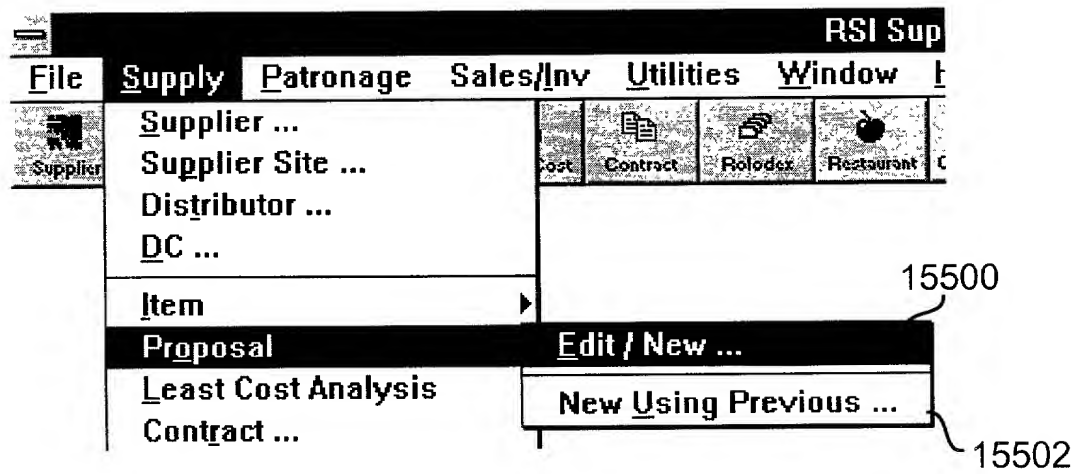 RSI Sup
File Supply Patronage Sales/Inv Utilities Window H
Supplier Cost Contract Rolodex Restaurant C
Supplier ...
Supplier Site ...
Distributor ...
DC ...
Item
Proposal
Least Cost Analysis
Contract ...
15500
Edit / New ...
New Using Previous ...
15502